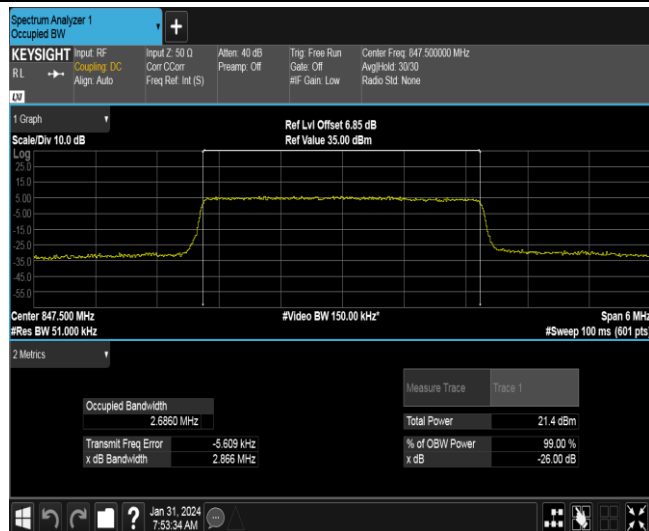 Spectrum Analyzer 1
Occupied BW
+
KEYSIGHT
RL
Input: RF
Coupling: DC
Align: Auto
Input Z: 50 Ω
Corr CCorr
Freq Ref: Int (S)
Atten: 40 dB
Preamp: Off
Trig: Free Run
Gate: Off
#IF Gain: Low
Center Freq: 847.500000 MHz
Avg|Hold: 30/30
Radio Std: None
1 Graph
Scale/Div 10.0 dB
Ref Lvl Offset 6.85 dB
Ref Value 35.00 dBm
Log
25.0
15.0
5.00
-5.00
-15.0
-25.0
-35.0
-45.0
-55.0
Center 847.500 MHz
#Video BW 150.00 kHz*
Span 6 MHz
#Res BW 51.000 kHz
#Sweep 100 ms (601 pts)
2 Metrics
Measure Trace Trace 1
Occupied Bandwidth
2.6860 MHz
Total Power 21.4 dBm
Transmit Freq Error -5.609 kHz
% of OBW Power 99.00 %
x dB Bandwidth 2.866 MHz
x dB -26.00 dB
?
Jan 31, 2024
7:53:34 AM